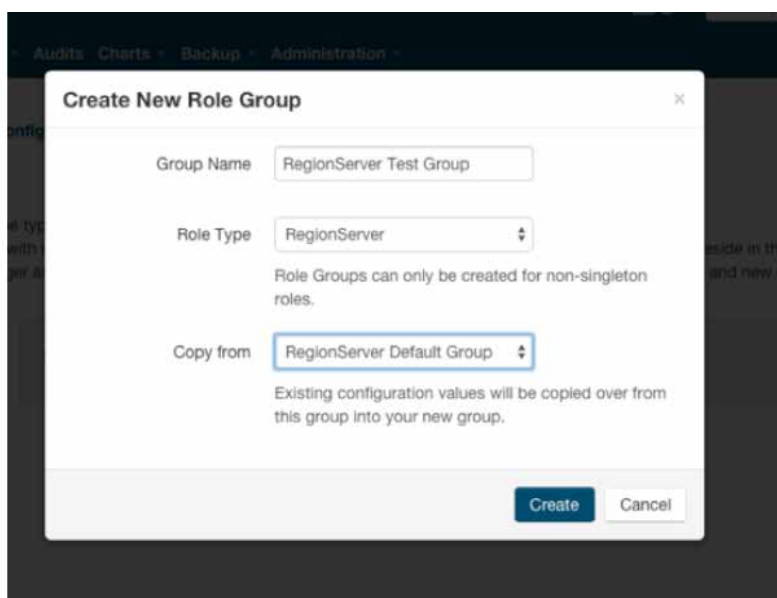 Audits Charts Backup Administration
Create New Role Group ×
Group Name RegionServer Test Group
Role Type RegionServer
Role Groups can only be created for non-singleton
roles.
Copy from RegionServer Default Group
Existing configuration values will be copied over from
this group into your new group.
Create Cancel